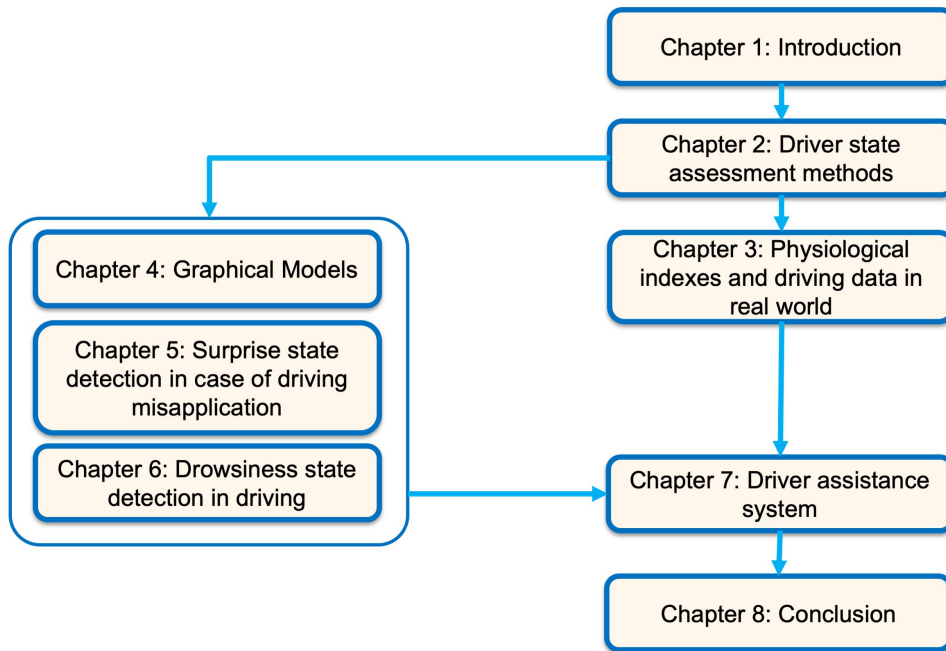 Chapter 1: Introduction
Chapter 2: Driver state
assessment methods
Chapter 3: Physiological
indexes and driving data in
real world
Chapter 4: Graphical Models
Chapter 5: Surprise state
detection in case of driving
misapplication
Chapter 6: Drowsiness state
detection in driving
Chapter 7: Driver assistance
system
Chapter 8: Conclusion